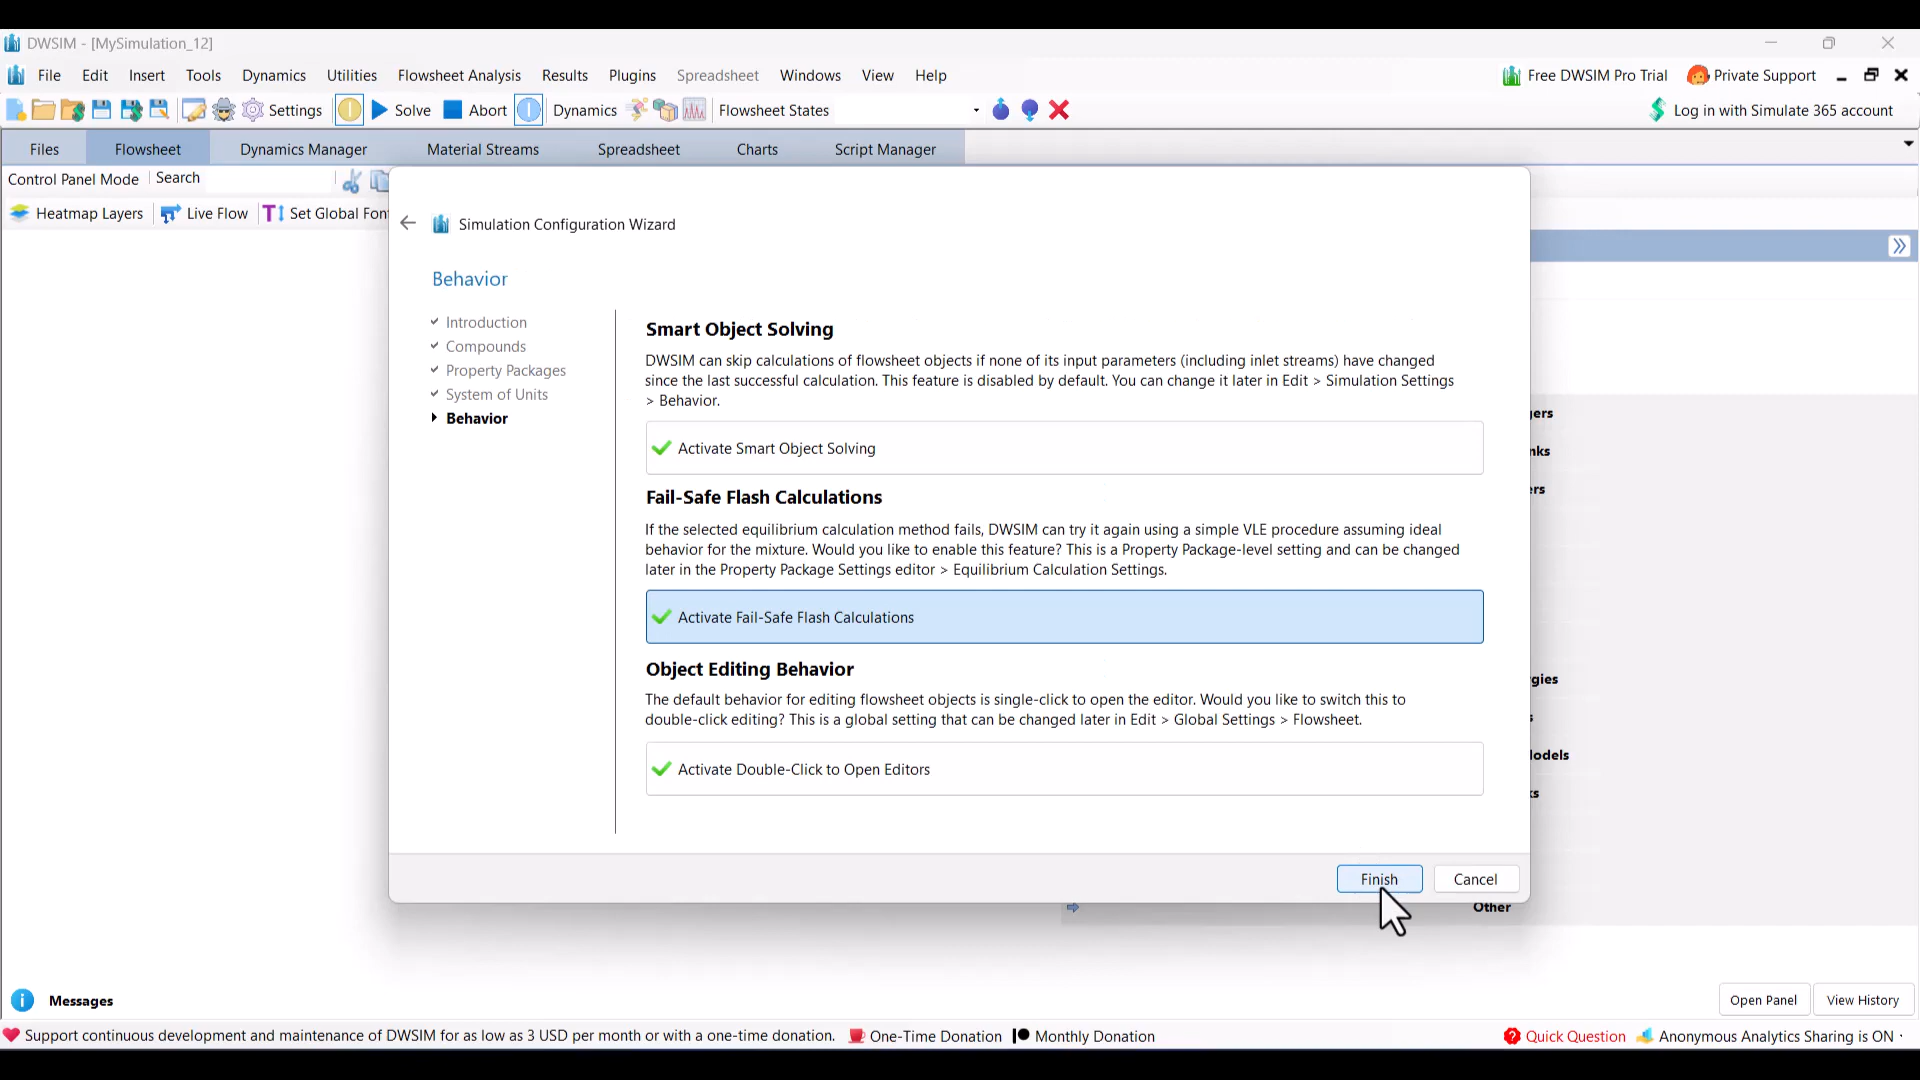 DWSIM - [MySimulation_12]
File Edit Insert Tools Dynamics Utilities Flowsheet Analysis Results Plugins Spreadsheet Windows View Help Free DWSIM Pro Trial Private Support
Settings Solve Abort Dynamics Flowsheet States Log in with Simulate 365 account
Files Flowsheet Dynamics Manager Material Streams Spreadsheet Charts Script Manager
Control Panel Mode Search
Heatmap Layers Live Flow Set Global Fon
Simulation Configuration Wizard
Behavior
Introduction
Compounds
Property Packages
System of Units
Behavior
Smart Object Solving
DWSIM can skip calculations of flowsheet objects if none of its input parameters (including inlet streams) have changed
since the last successful calculation. This feature is disabled by default. You can change it later in Edit > Simulation Settings
> Behavior.
Activate Smart Object Solving
Fail-Safe Flash Calculations
If the selected equilibrium calculation method fails, DWSIM can try it again using a simple VLE procedure assuming ideal
behavior for the mixture. Would you like to enable this feature? This is a Property Package-level setting and can be changed
later in the Property Package Settings editor > Equilibrium Calculation Settings.
Activate Fail-Safe Flash Calculations
Object Editing Behavior
The default behavior for editing flowsheet objects is single-click to open the editor. Would you like to switch this to
double-click editing? This is a global setting that can be changed later in Edit > Global Settings > Flowsheet.
Activate Double-Click to Open Editors
Finish Cancel
Other
Messages Open Panel View History
Support continuous development and maintenance of DWSIM for as low as 3 USD per month or with a one-time donation. One-Time Donation Monthly Donation Quick Question Anonymous Analytics Sharing is ON